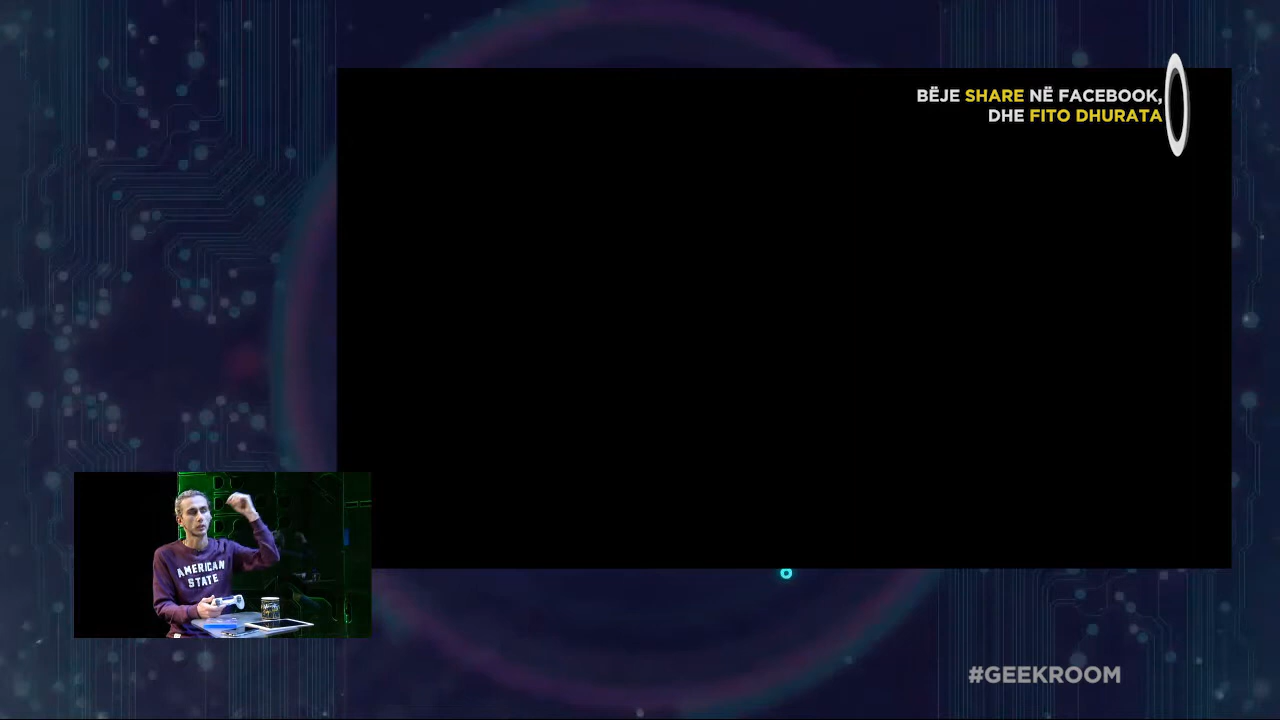 BËJE SHARE NË FACEBOOK,
DHE FITO DHURATA
AMERICAN
STATE
#GEEKROOM